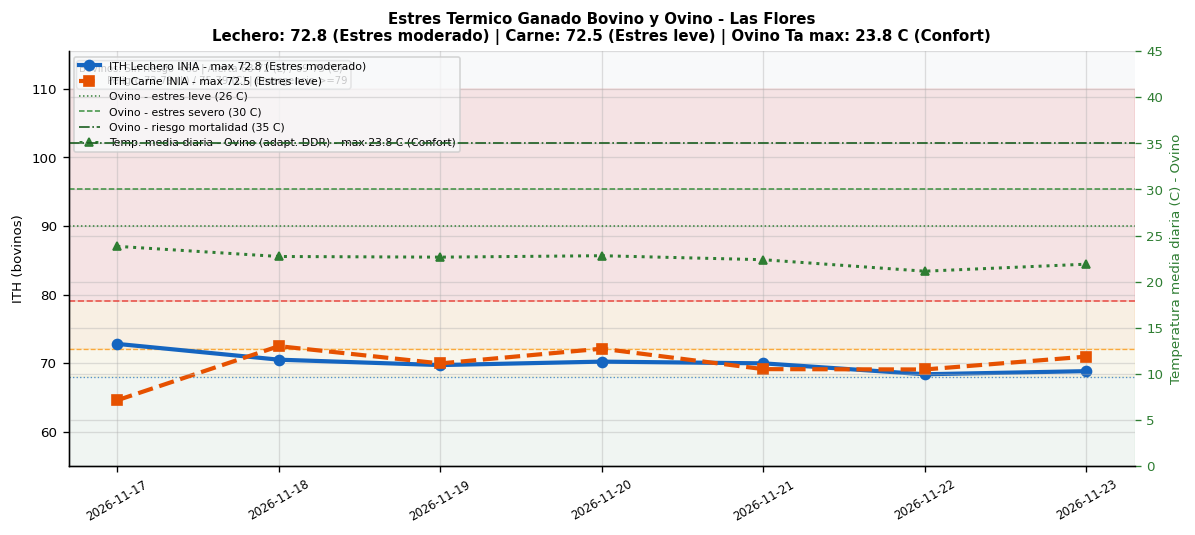 Estres Termico Ganado Bovino y Ovino - Las Flores
Lechero: 72.8 (Estres moderado) | Carne: 72.5 (Estres leve) | Ovino Ta max: 23.8 C (Confort)
ITH Lechero INIA - max 72.8 (Estres moderado)
ITH Carne INIA - max 72.5 (Estres leve)
Ovino - estres leve (26 C)
Ovino - estres severo (30 C)
Ovino - riesgo mortalidad (35 C)
Temp. media diaria - Ovino (adapt. DDR) - max 23.8 C (Confort)
>=79
ITH (bovinos)
110
100
90
80
70
60
45
40
35
30
25
20
15
10
5
0
Temperatura media diaria (C) - Ovino
2026-11-17
2026-11-18
2026-11-19
2026-11-20
2026-11-21
2026-11-22
2026-11-23